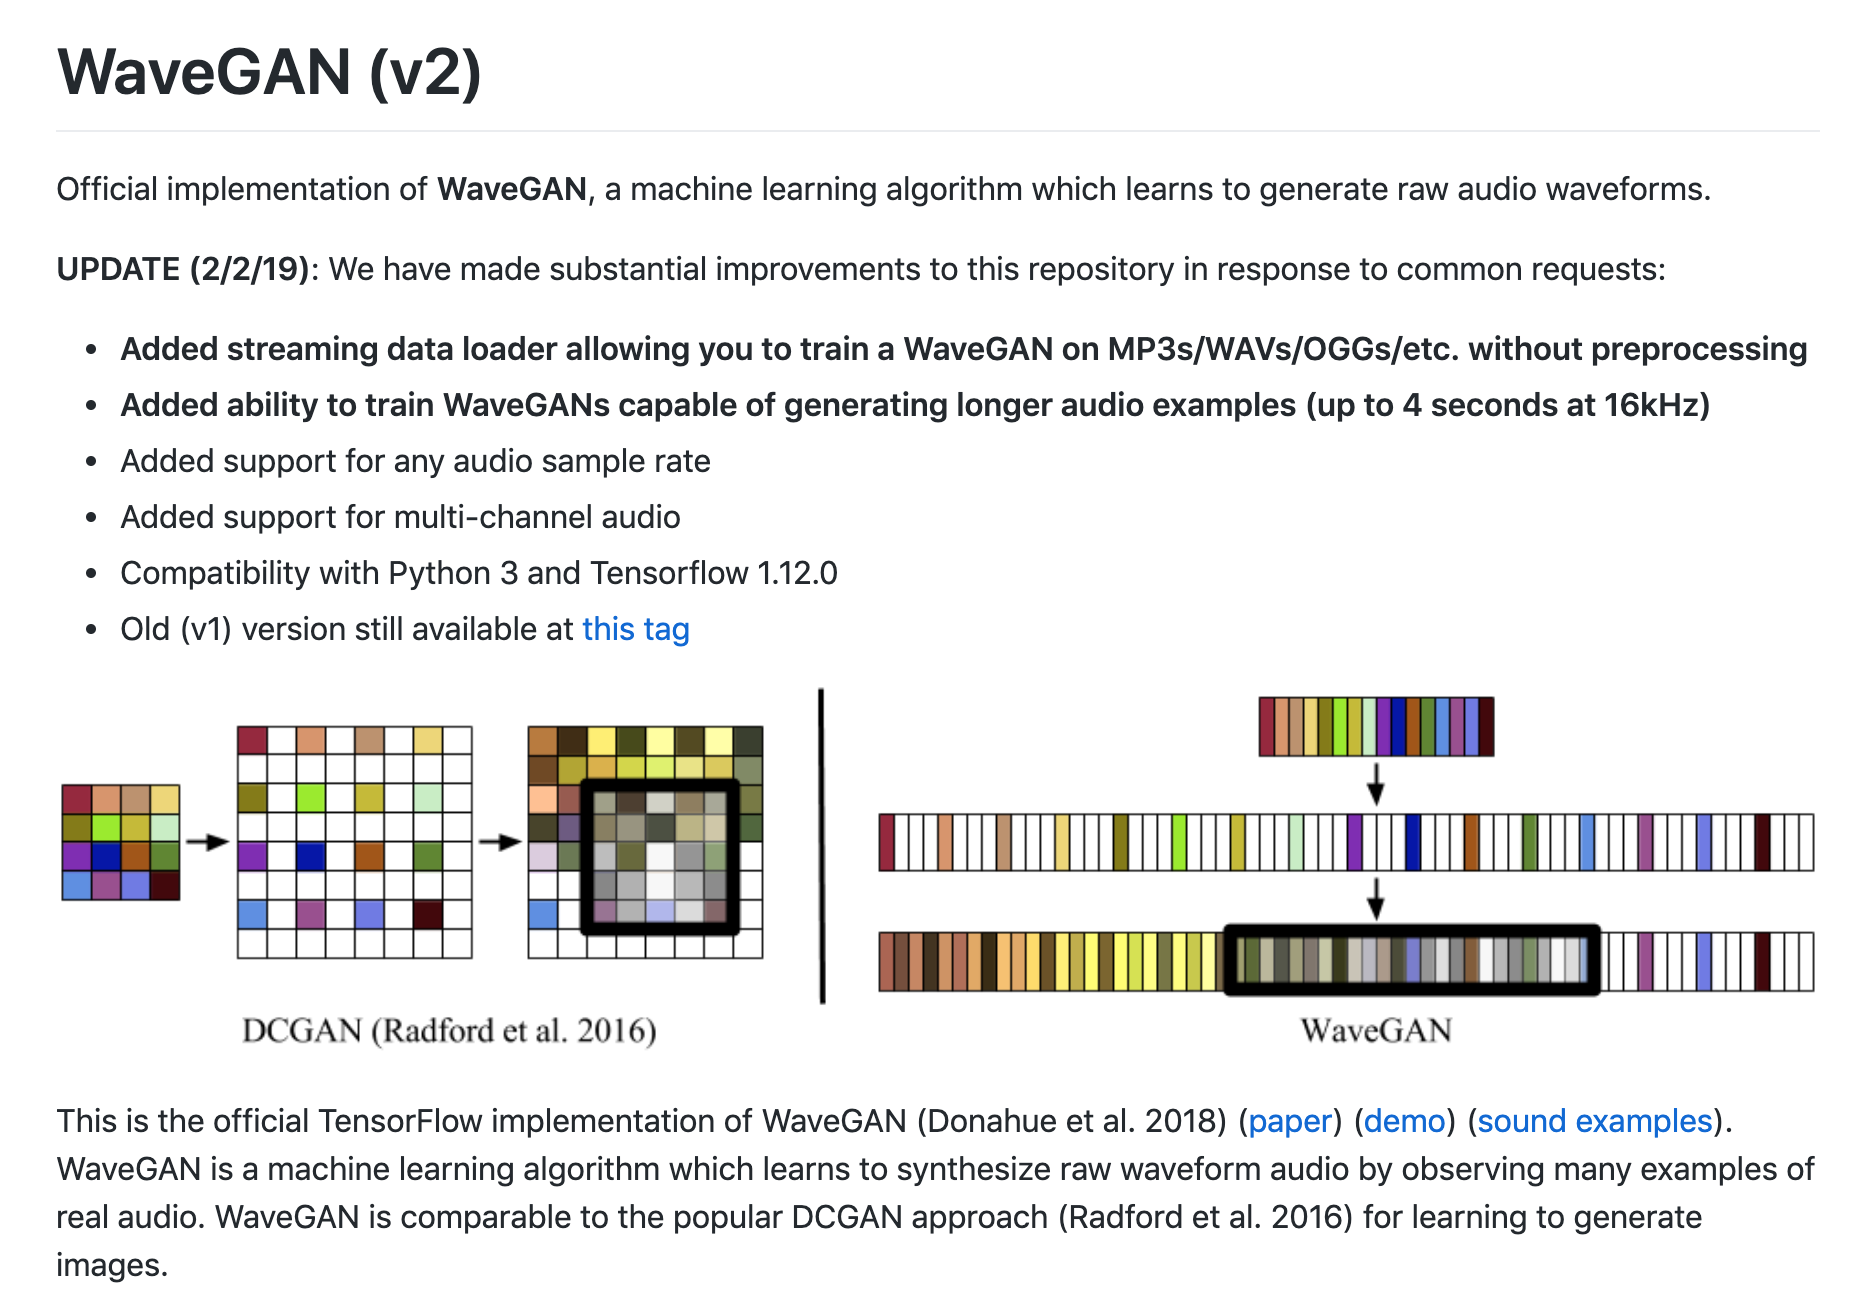 WaveGAN (v2)
Official implementation of WaveGAN, a machine learning algorithm which learns to generate raw audio waveforms.
UPDATE (2/2/19): We have made substantial improvements to this repository in response to common requests:
• Added streaming data loader allowing you to train a WaveGAN on MP3s/WAVs/OGGs/etc. without preprocessing
• Added ability to train WaveGANs capable of generating longer audio examples (up to 4 seconds at 16kHz)
• Added support for any audio sample rate
• Added support for multi-channel audio
• Compatibility with Python 3 and Tensorflow 1.12.0
• Old (v1) version still available at this tag
DCGAN (Radford et al. 2016)
WaveGAN
This is the official TensorFlow implementation of WaveGAN (Donahue et al. 2018) (paper) (demo) (sound examples).
WaveGAN is a machine learning algorithm which learns to synthesize raw waveform audio by observing many examples of
real audio. WaveGAN is comparable to the popular DCGAN approach (Radford et al. 2016) for learning to generate
images.